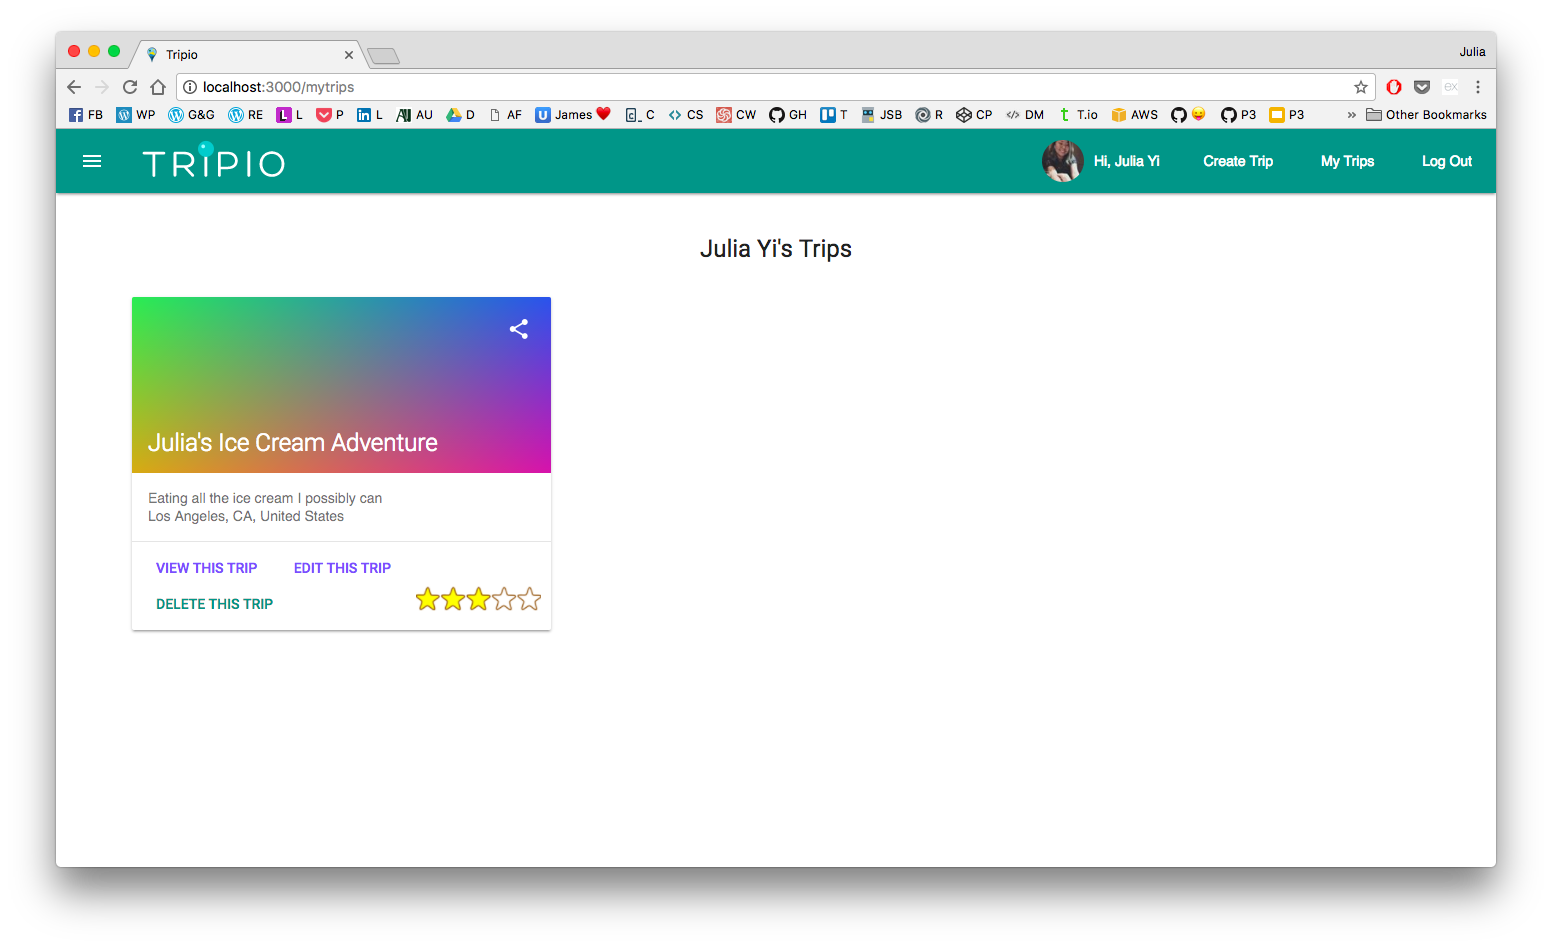 Tripio
Julia
localhost:3000/mytrips
FB WP G&G RE L L P L AU D AF James C CS CW GH T JSB R CP DM T.io AWS P3 P3 » Other Bookmarks
TRIPIO Hi, Julia Yi Create Trip My Trips Log Out
Julia Yi's Trips
Julia's Ice Cream Adventure
Eating all the ice cream I possibly can
Los Angeles, CA, United States
VIEW THIS TRIP EDIT THIS TRIP
DELETE THIS TRIP